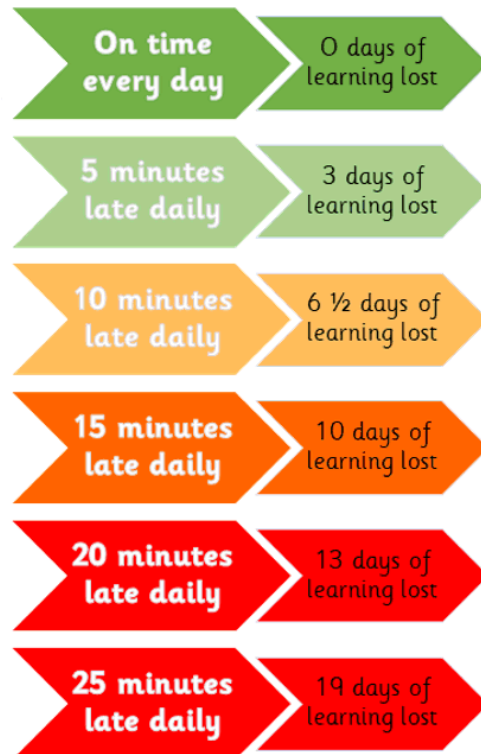 On time
every day
0 days of
learning lost
5 minutes
late daily
3 days of
learning lost
10 minutes
late daily
6 ½ days of
learning lost
15 minutes
late daily
10 days of
learning lost
20 minutes
late daily
13 days of
learning lost
25 minutes
late daily
19 days of
learning lost